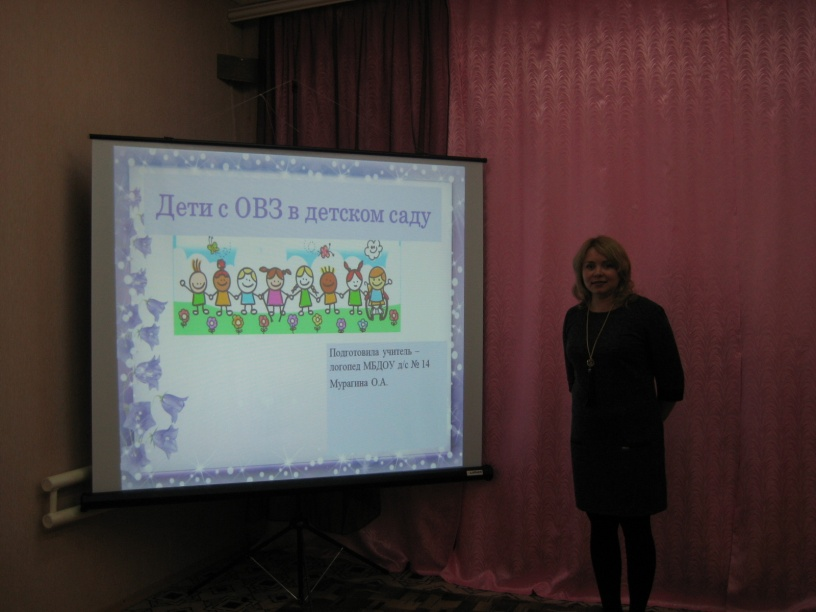 Дети с ОВЗ в детском саду
Подготовила учитель –
логопед МБДОУ д/с № 14
Мурагина О.А.